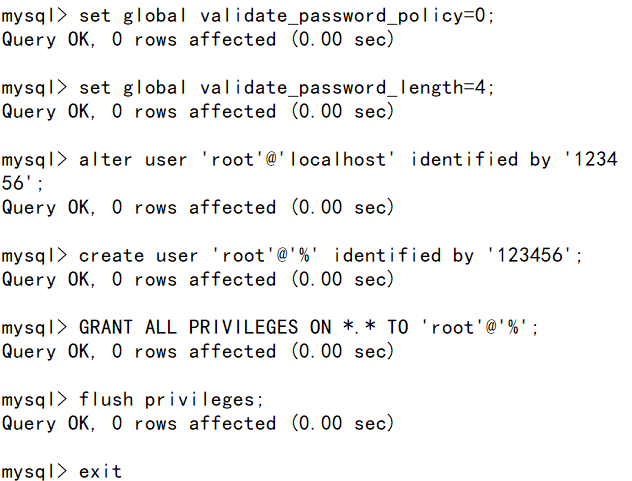 mysql> set global validate_password_policy=0;
Query OK, 0 rows affected (0.00 sec)
mysql> set global validate_password_length=4;
Query OK, 0 rows affected (0.00 sec)
mysql> alter user 'root'@'localhost' identified by '1234
56';
Query OK, 0 rows affected (0.00 sec)
mysql> create user 'root'@'%' identified by '123456';
Query OK, 0 rows affected (0.00 sec)
mysql> GRANT ALL PRIVILEGES ON *.* TO 'root'@'%';
Query OK, 0 rows affected (0.00 sec)
mysql> flush privileges;
Query OK, 0 rows affected (0.00 sec)
mysql> exit